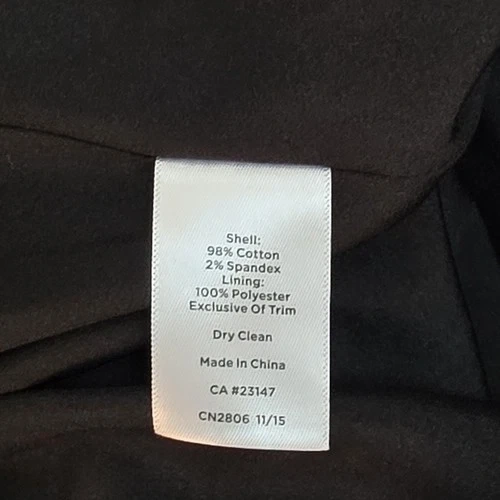 Shell:
98% Cotton
2% Spandex
Lining:
100% Polyester
Exclusive Of Trim
Dry Clean
Made In China
CA #23147
CN2806 11/15